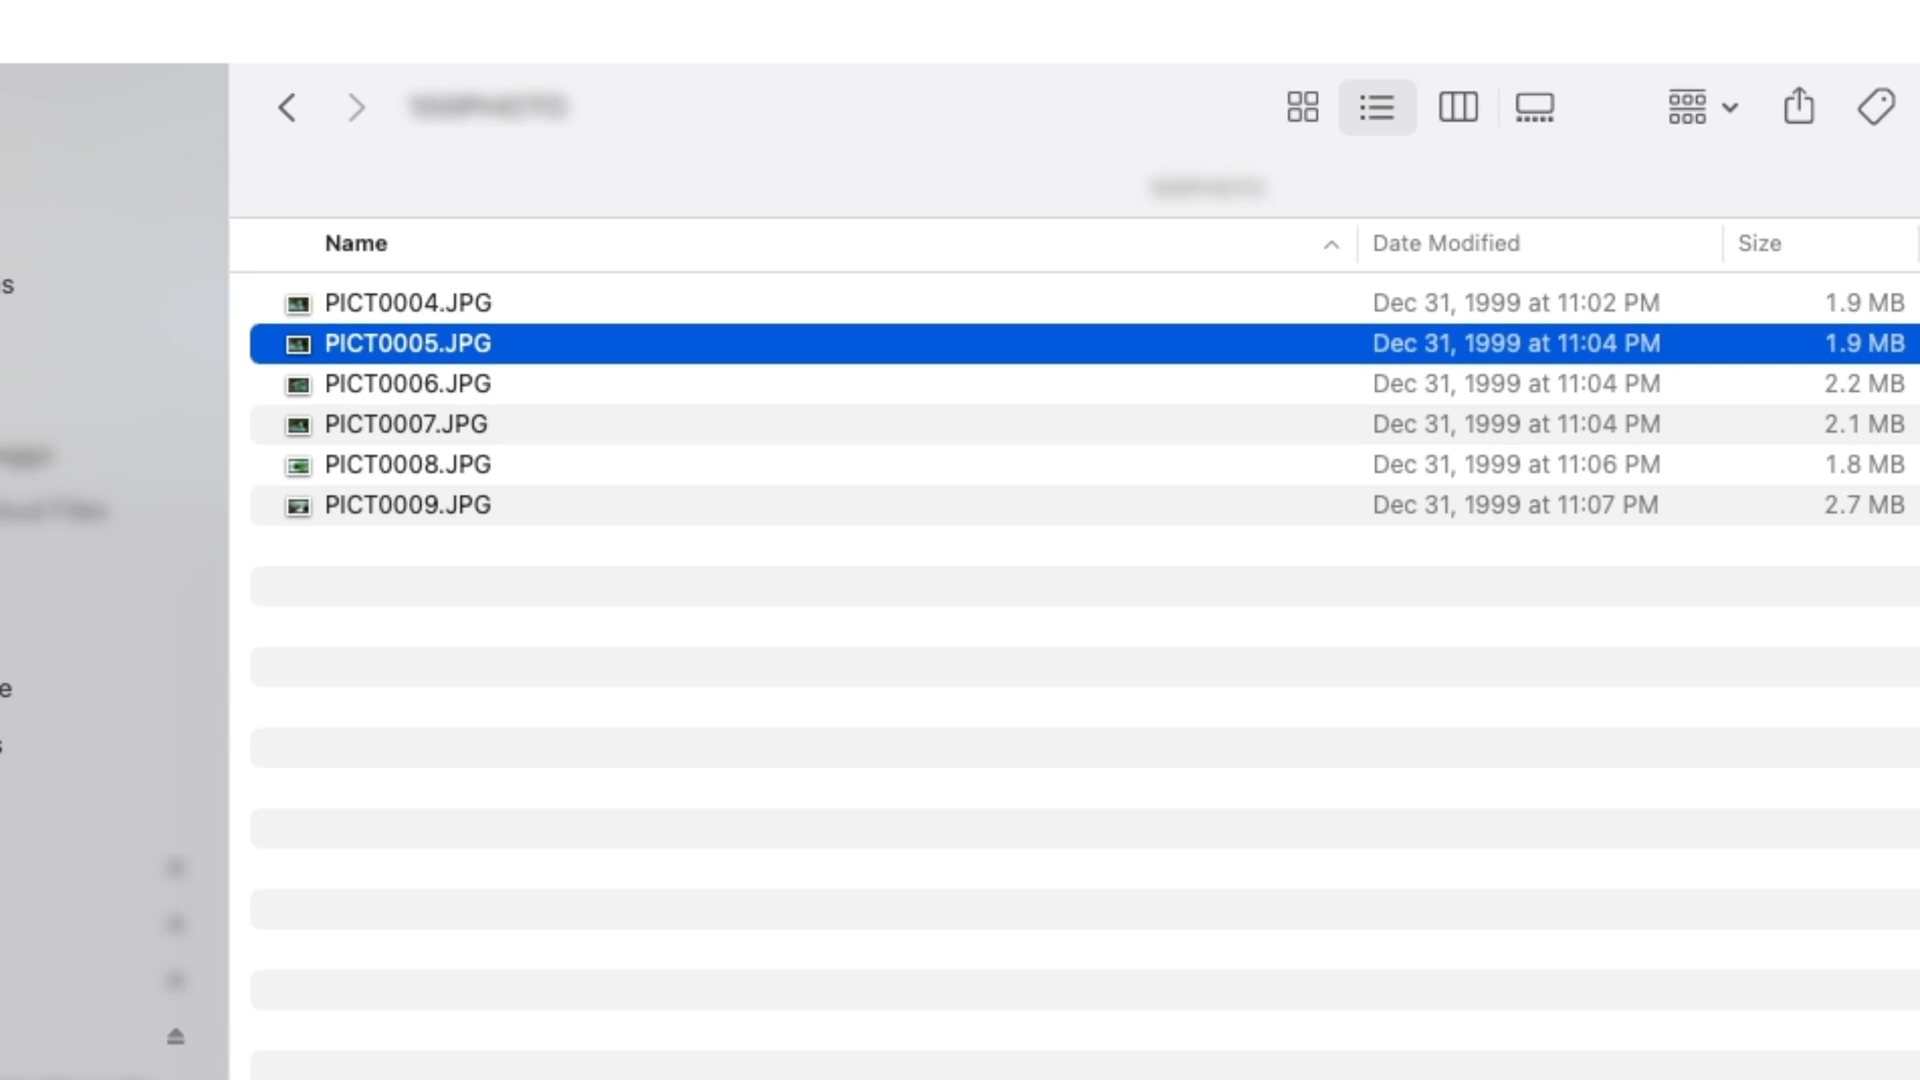 s
Name Date Modified Size
PICT0004.JPG Dec 31, 1999 at 11:02 PM 1.9 MB
PICT0005.JPG Dec 31, 1999 at 11:04 PM 1.9 MB
PICT0006.JPG Dec 31, 1999 at 11:04 PM 2.2 MB
PICT0007.JPG Dec 31, 1999 at 11:04 PM 2.1 MB
PICT0008.JPG Dec 31, 1999 at 11:06 PM 1.8 MB
PICT0009.JPG Dec 31, 1999 at 11:07 PM 2.7 MB
e